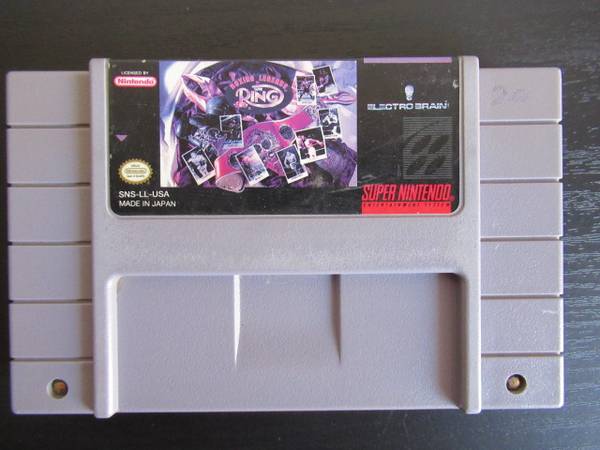 LICENSED BY
Nintendo
BOXING LEGENDS
OF THE
RING
ELECTRO BRAIN
SNS-LL-USA
MADE IN JAPAN
SUPER NINTENDO
ENTERTAINMENT SYSTEM